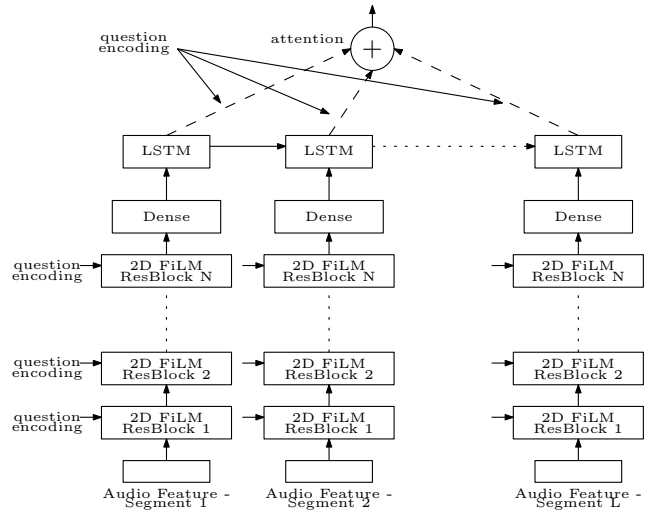 question
encoding
attention
+
LSTM
LSTM
LSTM
Dense
Dense
Dense
question
encoding
2D FiLM
ResBlock N
2D FiLM
ResBlock N
2D FiLM
ResBlock N
question
encoding
2D FiLM
ResBlock 2
2D FiLM
ResBlock 2
2D FiLM
ResBlock 2
question
encoding
2D FiLM
ResBlock 1
2D FiLM
ResBlock 1
2D FiLM
ResBlock 1
Audio Feature -
Segment 1
Audio Feature -
Segment 2
Audio Feature -
Segment L